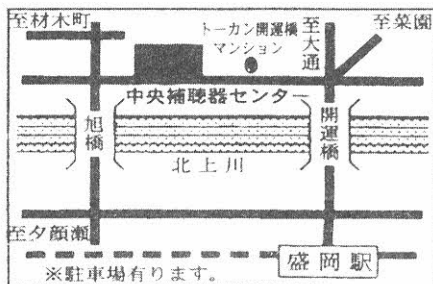 至材木町
トーカン開運橋
マンション
至大通
至菜園
中央補聴器センター
旭橋
開運橋
北上川
至夕顔瀬
盛岡駅
※駐車場有ります。